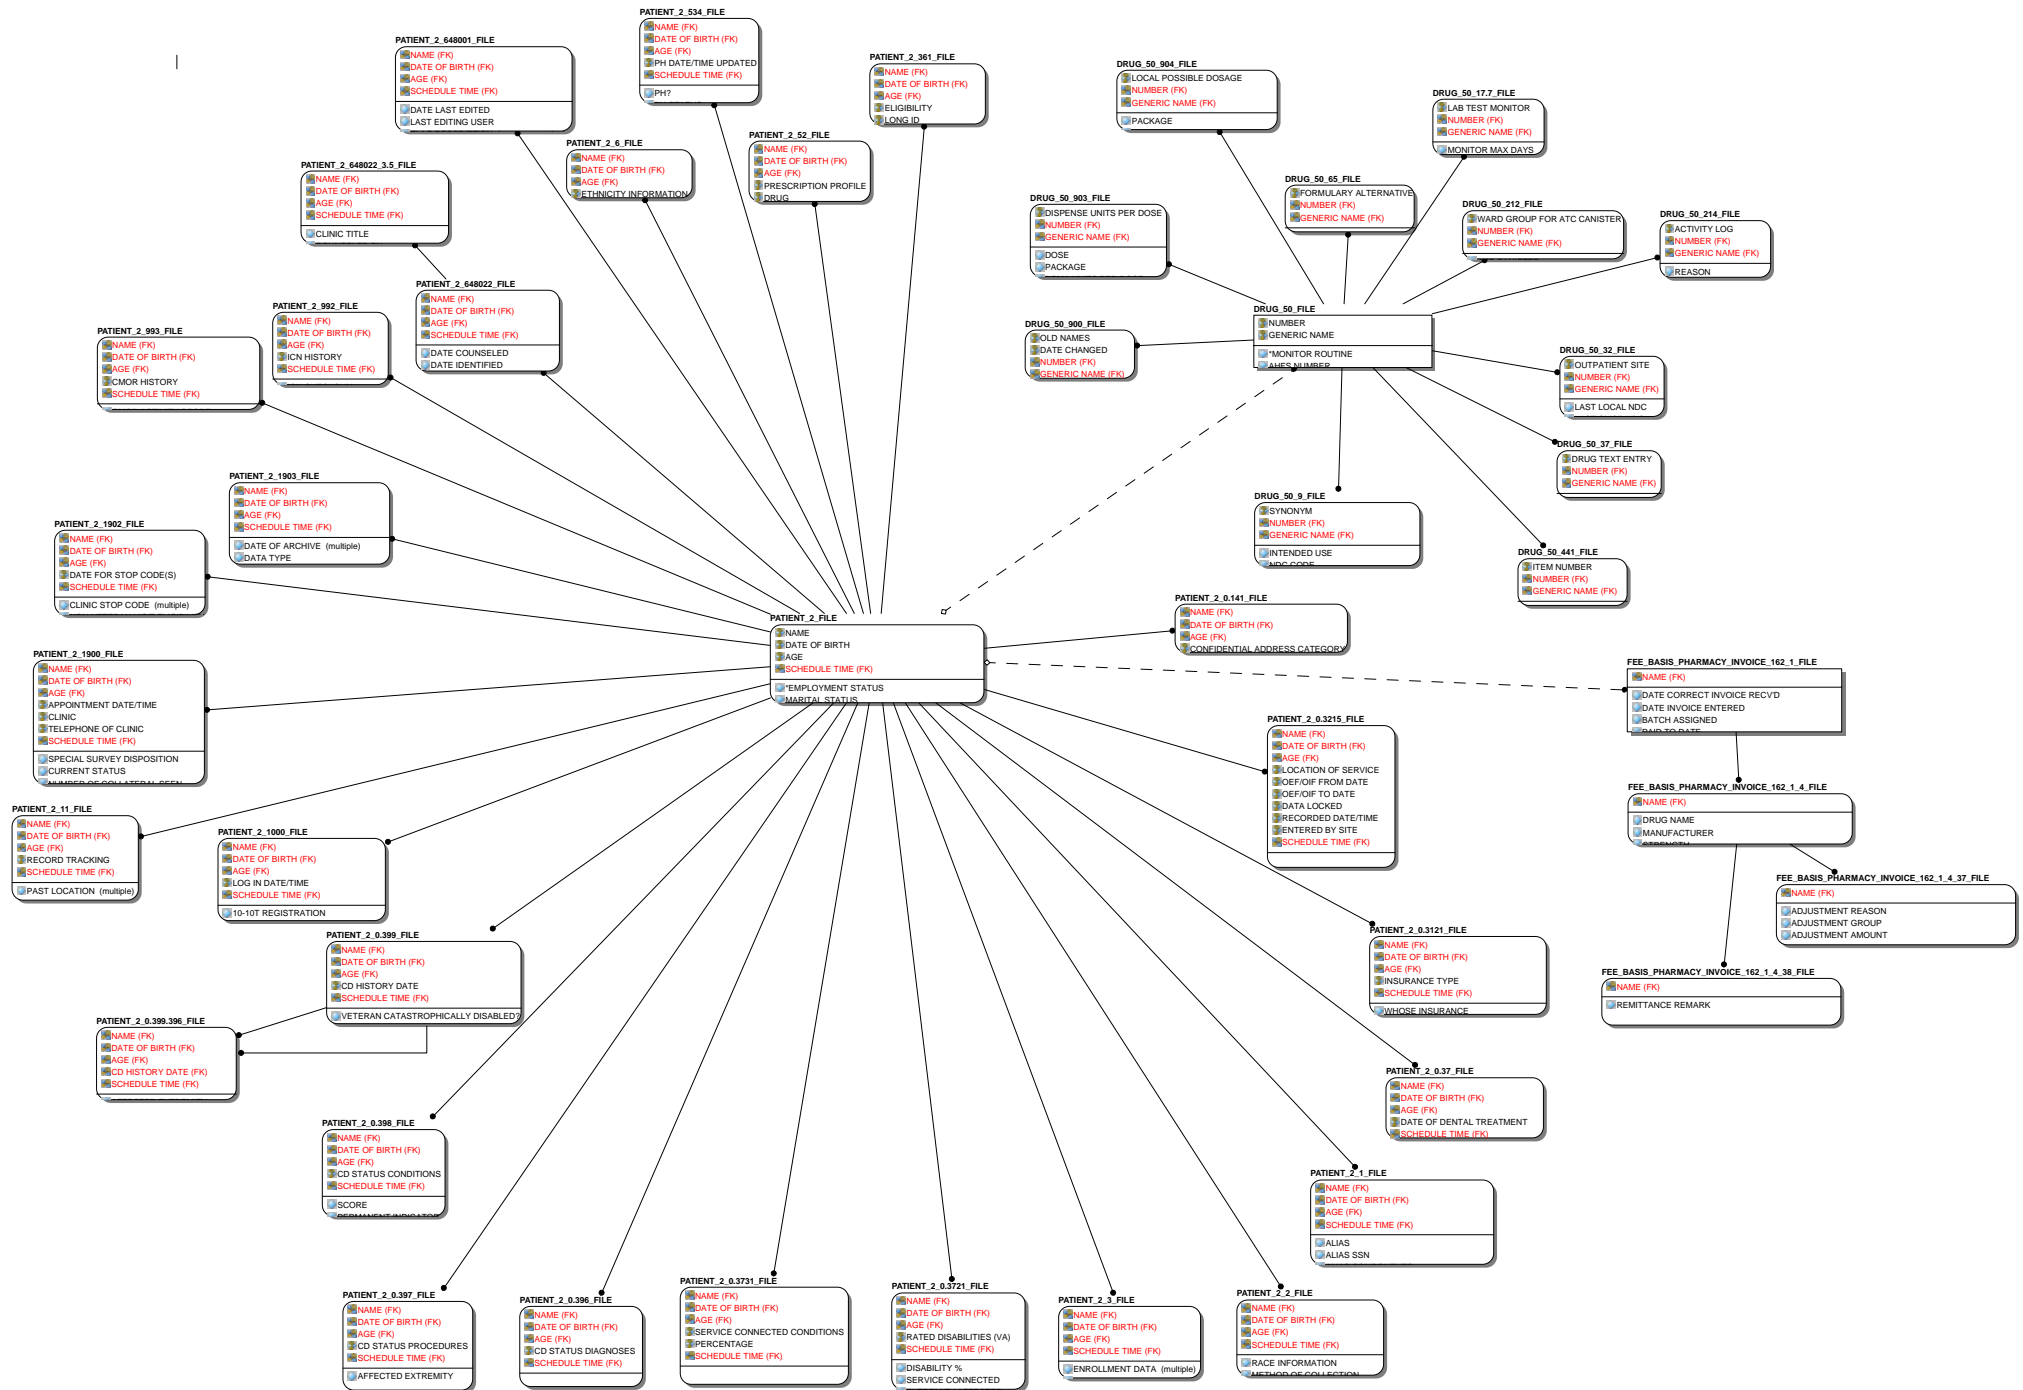 PATIENT_2_534_FILE
NAME (FK)
DATE OF BIRTH (FK)
AGE (FK)
PH DATE/TIME UPDATED
SCHEDULE TIME (FK)
PH?
PATIENT_2_648001_FILE
NAME (FK)
DATE OF BIRTH (FK)
AGE (FK)
SCHEDULE TIME (FK)
DATE LAST EDITED
LAST EDITING USER
PATIENT_2_361_FILE
NAME (FK)
DATE OF BIRTH (FK)
AGE (FK)
ELIGIBILITY
LONG ID
DRUG_50_904_FILE
LOCAL POSSIBLE DOSAGE
NUMBER (FK)
GENERIC NAME (FK)
PACKAGE
DRUG_50_17.7_FILE
LAB TEST MONITOR
NUMBER (FK)
GENERIC NAME (FK)
MONITOR MAX DAYS
PATIENT_2_6_FILE
NAME (FK)
DATE OF BIRTH (FK)
AGE (FK)
ETHNICITY INFORMATION
PATIENT_2_52_FILE
NAME (FK)
DATE OF BIRTH (FK)
AGE (FK)
PRESCRIPTION PROFILE
DRUG
PATIENT_2_648022_3.5_FILE
NAME (FK)
DATE OF BIRTH (FK)
AGE (FK)
SCHEDULE TIME (FK)
CLINIC TITLE
DRUG_50_65_FILE
FORMULARY ALTERNATIVE
NUMBER (FK)
GENERIC NAME (FK)
DRUG_50_903_FILE
DISPENSE UNITS PER DOSE
NUMBER (FK)
GENERIC NAME (FK)
DOSE
PACKAGE
DRUG_50_212_FILE
WARD GROUP FOR ATC CANISTER
NUMBER (FK)
GENERIC NAME (FK)
DRUG_50_214_FILE
ACTIVITY LOG
NUMBER (FK)
GENERIC NAME (FK)
REASON
PATIENT_2_648022_FILE
NAME (FK)
DATE OF BIRTH (FK)
AGE (FK)
SCHEDULE TIME (FK)
DATE COUNSELED
DATE IDENTIFIED
PATIENT_2_992_FILE
NAME (FK)
DATE OF BIRTH (FK)
AGE (FK)
ICN HISTORY
SCHEDULE TIME (FK)
PATIENT_2_993_FILE
NAME (FK)
DATE OF BIRTH (FK)
AGE (FK)
CMOR HISTORY
SCHEDULE TIME (FK)
DRUG_50_FILE
NUMBER
GENERIC NAME
*MONITOR ROUTINE
AHFS NUMBER
DRUG_50_900_FILE
OLD NAMES
DATE CHANGED
NUMBER (FK)
GENERIC NAME (FK)
DRUG_50_32_FILE
OUTPATIENT SITE
NUMBER (FK)
GENERIC NAME (FK)
LAST LOCAL NDC
DRUG_50_37_FILE
DRUG TEXT ENTRY
NUMBER (FK)
GENERIC NAME (FK)
PATIENT_2_1903_FILE
NAME (FK)
DATE OF BIRTH (FK)
AGE (FK)
SCHEDULE TIME (FK)
DATE OF ARCHIVE (multiple)
DATA TYPE
DRUG_50_9_FILE
SYNONYM
NUMBER (FK)
GENERIC NAME (FK)
INTENDED USE
NDC CODE
PATIENT_2_1902_FILE
NAME (FK)
DATE OF BIRTH (FK)
AGE (FK)
DATE FOR STOP CODE(S)
SCHEDULE TIME (FK)
CLINIC STOP CODE (multiple)
DRUG_50_441_FILE
ITEM NUMBER
NUMBER (FK)
GENERIC NAME (FK)
PATIENT_2_0.141_FILE
NAME (FK)
DATE OF BIRTH (FK)
AGE (FK)
CONFIDENTIAL ADDRESS CATEGORY
PATIENT_2_FILE
NAME
DATE OF BIRTH
AGE
SCHEDULE TIME (FK)
*EMPLOYMENT STATUS
MARITAL STATUS
PATIENT_2_1900_FILE
NAME (FK)
DATE OF BIRTH (FK)
AGE (FK)
APPOINTMENT DATE/TIME
CLINIC
TELEPHONE OF CLINIC
SCHEDULE TIME (FK)
SPECIAL SURVEY DISPOSITION
CURRENT STATUS
NUMBER OF COLLATERAL SEEN
FEE_BASIS_PHARMACY_INVOICE_162_1_FILE
NAME (FK)
DATE CORRECT INVOICE RECV'D
DATE INVOICE ENTERED
BATCH ASSIGNED
PAID TO DATE
PATIENT_2_0.3215_FILE
NAME (FK)
DATE OF BIRTH (FK)
AGE (FK)
LOCATION OF SERVICE
OEF/OIF FROM DATE
OEF/OIF TO DATE
DATA LOCKED
RECORDED DATE/TIME
ENTERED BY SITE
SCHEDULE TIME (FK)
FEE_BASIS_PHARMACY_INVOICE_162_1_4_FILE
NAME (FK)
DRUG NAME
MANUFACTURER
STRENGTH
PATIENT_2_11_FILE
NAME (FK)
DATE OF BIRTH (FK)
AGE (FK)
RECORD TRACKING
SCHEDULE TIME (FK)
PAST LOCATION (multiple)
PATIENT_2_1000_FILE
NAME (FK)
DATE OF BIRTH (FK)
AGE (FK)
LOG IN DATE/TIME
SCHEDULE TIME (FK)
10-10T REGISTRATION
FEE_BASIS_PHARMACY_INVOICE_162_1_4_37_FILE
NAME (FK)
ADJUSTMENT REASON
ADJUSTMENT GROUP
ADJUSTMENT AMOUNT
PATIENT_2_0.399_FILE
NAME (FK)
DATE OF BIRTH (FK)
AGE (FK)
CD HISTORY DATE
SCHEDULE TIME (FK)
VETERAN CATASTROPHICALLY DISABLED?
PATIENT_2_0.3121_FILE
NAME (FK)
DATE OF BIRTH (FK)
AGE (FK)
INSURANCE TYPE
SCHEDULE TIME (FK)
WHOSE INSURANCE
FEE_BASIS_PHARMACY_INVOICE_162_1_4_38_FILE
NAME (FK)
REMITTANCE REMARK
PATIENT_2_0.399.396_FILE
NAME (FK)
DATE OF BIRTH (FK)
AGE (FK)
CD HISTORY DATE (FK)
SCHEDULE TIME (FK)
PATIENT_2_0.37_FILE
NAME (FK)
DATE OF BIRTH (FK)
AGE (FK)
DATE OF DENTAL TREATMENT
SCHEDULE TIME (FK)
PATIENT_2_0.398_FILE
NAME (FK)
DATE OF BIRTH (FK)
AGE (FK)
CD STATUS CONDITIONS
SCHEDULE TIME (FK)
SCORE
PERMANENT INDICATOR
PATIENT_2_1_FILE
NAME (FK)
DATE OF BIRTH (FK)
AGE (FK)
SCHEDULE TIME (FK)
ALIAS
ALIAS SSN
PATIENT_2_0.397_FILE
NAME (FK)
DATE OF BIRTH (FK)
AGE (FK)
CD STATUS PROCEDURES
SCHEDULE TIME (FK)
AFFECTED EXTREMITY
PATIENT_2_0.396_FILE
NAME (FK)
DATE OF BIRTH (FK)
AGE (FK)
CD STATUS DIAGNOSES
SCHEDULE TIME (FK)
PATIENT_2_0.3731_FILE
NAME (FK)
DATE OF BIRTH (FK)
AGE (FK)
SERVICE CONNECTED CONDITIONS
PERCENTAGE
SCHEDULE TIME (FK)
PATIENT_2_0.3721_FILE
NAME (FK)
DATE OF BIRTH (FK)
AGE (FK)
RATED DISABILITIES (VA)
SCHEDULE TIME (FK)
DISABILITY %
SERVICE CONNECTED
PATIENT_2_3_FILE
NAME (FK)
DATE OF BIRTH (FK)
AGE (FK)
SCHEDULE TIME (FK)
ENROLLMENT DATA (multiple)
PATIENT_2_2_FILE
NAME (FK)
DATE OF BIRTH (FK)
AGE (FK)
SCHEDULE TIME (FK)
RACE INFORMATION
METHOD OF COLLECTION